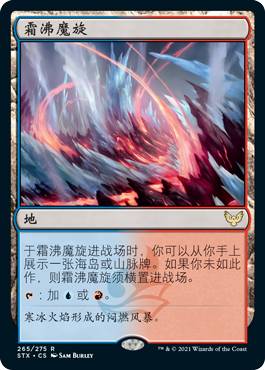 霜沸魔旋
地
于霜沸魔旋进战场时，你可以从你手上
展示一张海岛或山脉牌。如果你未如此
作，则霜沸魔旋须横置进战场。
：加或。
寒冰火焰形成的闷燃风暴。
265/275 R
STX • CS SAM BURLEY
™ & © 2021 Wizards of the Coast